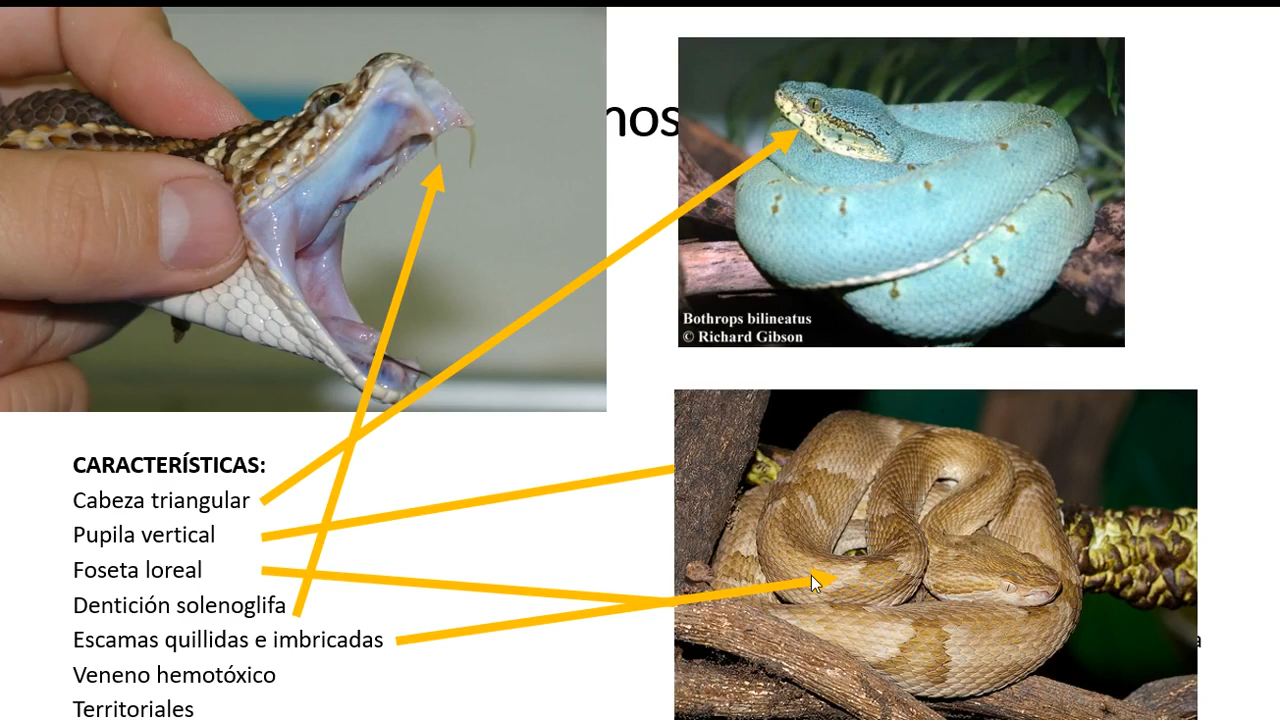 nos
Bothrops bilineatus
© Richard Gibson
CARACTERÍSTICAS:
Cabeza triangular
Pupila vertical
Foseta loreal
Dentición solenoglifa
Escamas quillidas e imbricadas
Veneno hemotóxico
Territoriales
a